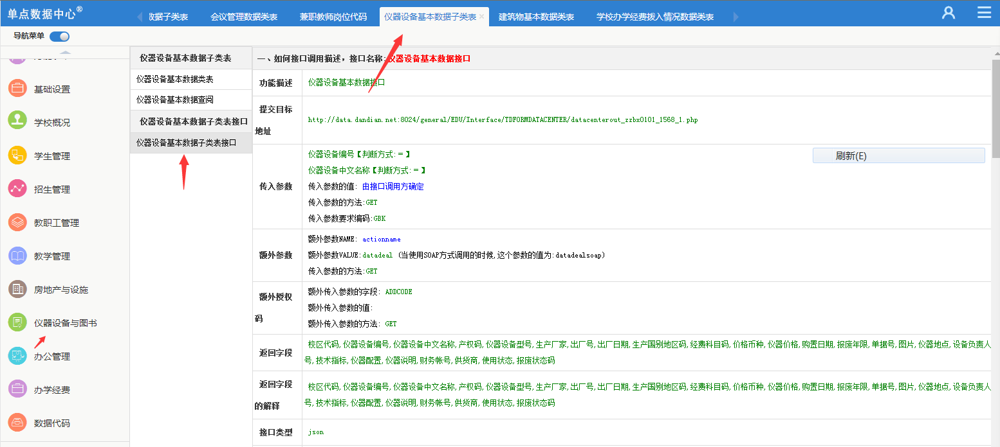 单点数据中心®
数据子类表 会议管理数据类表 兼职教师岗位代码 仪器设备基本数据子类表 × 建筑物基本数据类表 学校办学经费拨入情况数据类表
导航菜单
基础设置
学校概况
学生管理
招生管理
教职工管理
教学管理
房地产与设施
仪器设备与图书
办公管理
办学经费
数据代码
仪器设备基本数据子类表
仪器设备基本数据类表
仪器设备基本数据查阅
仪器设备基本数据子类表接口
仪器设备基本数据子类表接口
一、如何接口调用描述，接口名称:仪器设备基本数据接口
功能描述 仪器设备基本数据接口
提交目标地址 http://data.dandian.net:8024/general/EDU/Interface/TDFORMDATACENTER/datacenterout_zzbx0101_1568_1.php
传入参数
仪器设备编号【判断方式:＝】
仪器设备中文名称【判断方式:＝】
传入参数的值: 由接口调用方确定
传入参数的方法:GET
传入参数要求编码:GBK
刷新(E)
额外参数
额外参数NAME: actionname
额外参数VALUE:datadeal (当使用SOAP方式调用的时候,这个参数的值为:datadealsoap)
传入参数的方法:GET
额外授权码
额外传入参数的字段: ADDCODE
额外传入参数的值:
额外传入参数的方法: GET
返回字段
校区代码,仪器设备编号,仪器设备中文名称,产权码,仪器设备型号,生产厂家,出厂号,出厂日期,生产国别地区码,经费科目码,价格币种,仪器价格,购置日期,报废年限,单据号,图片,仪器地点,设备负责人
号,技术指标,仪器配置,仪器说明,财务帐号,供货商,使用状态,报废状态码
返回字段的解释
校区代码,仪器设备编号,仪器设备中文名称,产权码,仪器设备型号,生产厂家,出厂号,出厂日期,生产国别地区码,经费科目码,价格币种,仪器价格,购置日期,报废年限,单据号,图片,仪器地点,设备负责人
号,技术指标,仪器配置,仪器说明,财务帐号,供货商,使用状态,报废状态码
接口类型 json